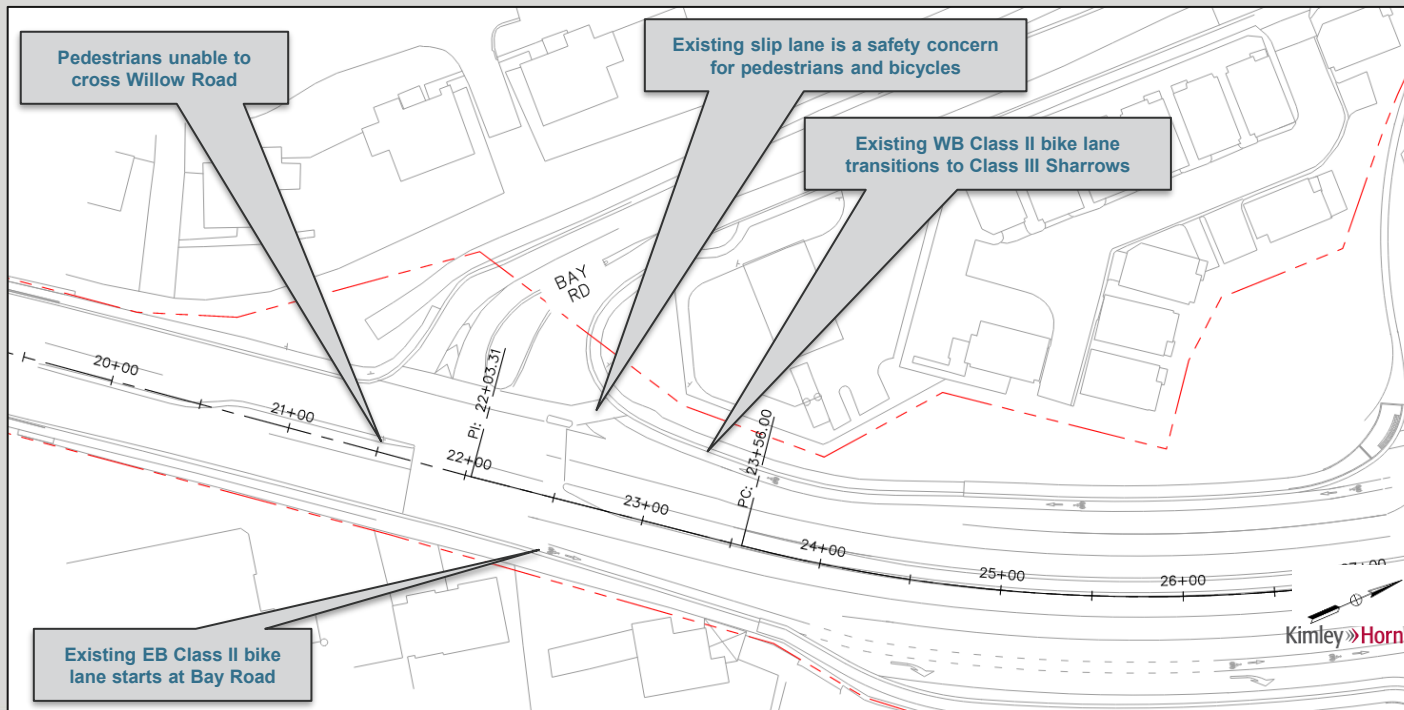 Pedestrians unable to
cross Willow Road
Existing slip lane is a safety concern
for pedestrians and bicycles
Existing WB Class II bike lane
transitions to Class III Sharrows
BAY
RD
20+00
21+00
PI: 22+03.31
22+00
23+00
PC: 23+56.00
24+00
25+00
26+00
Existing EB Class II bike
lane starts at Bay Road
Kimley»Horn